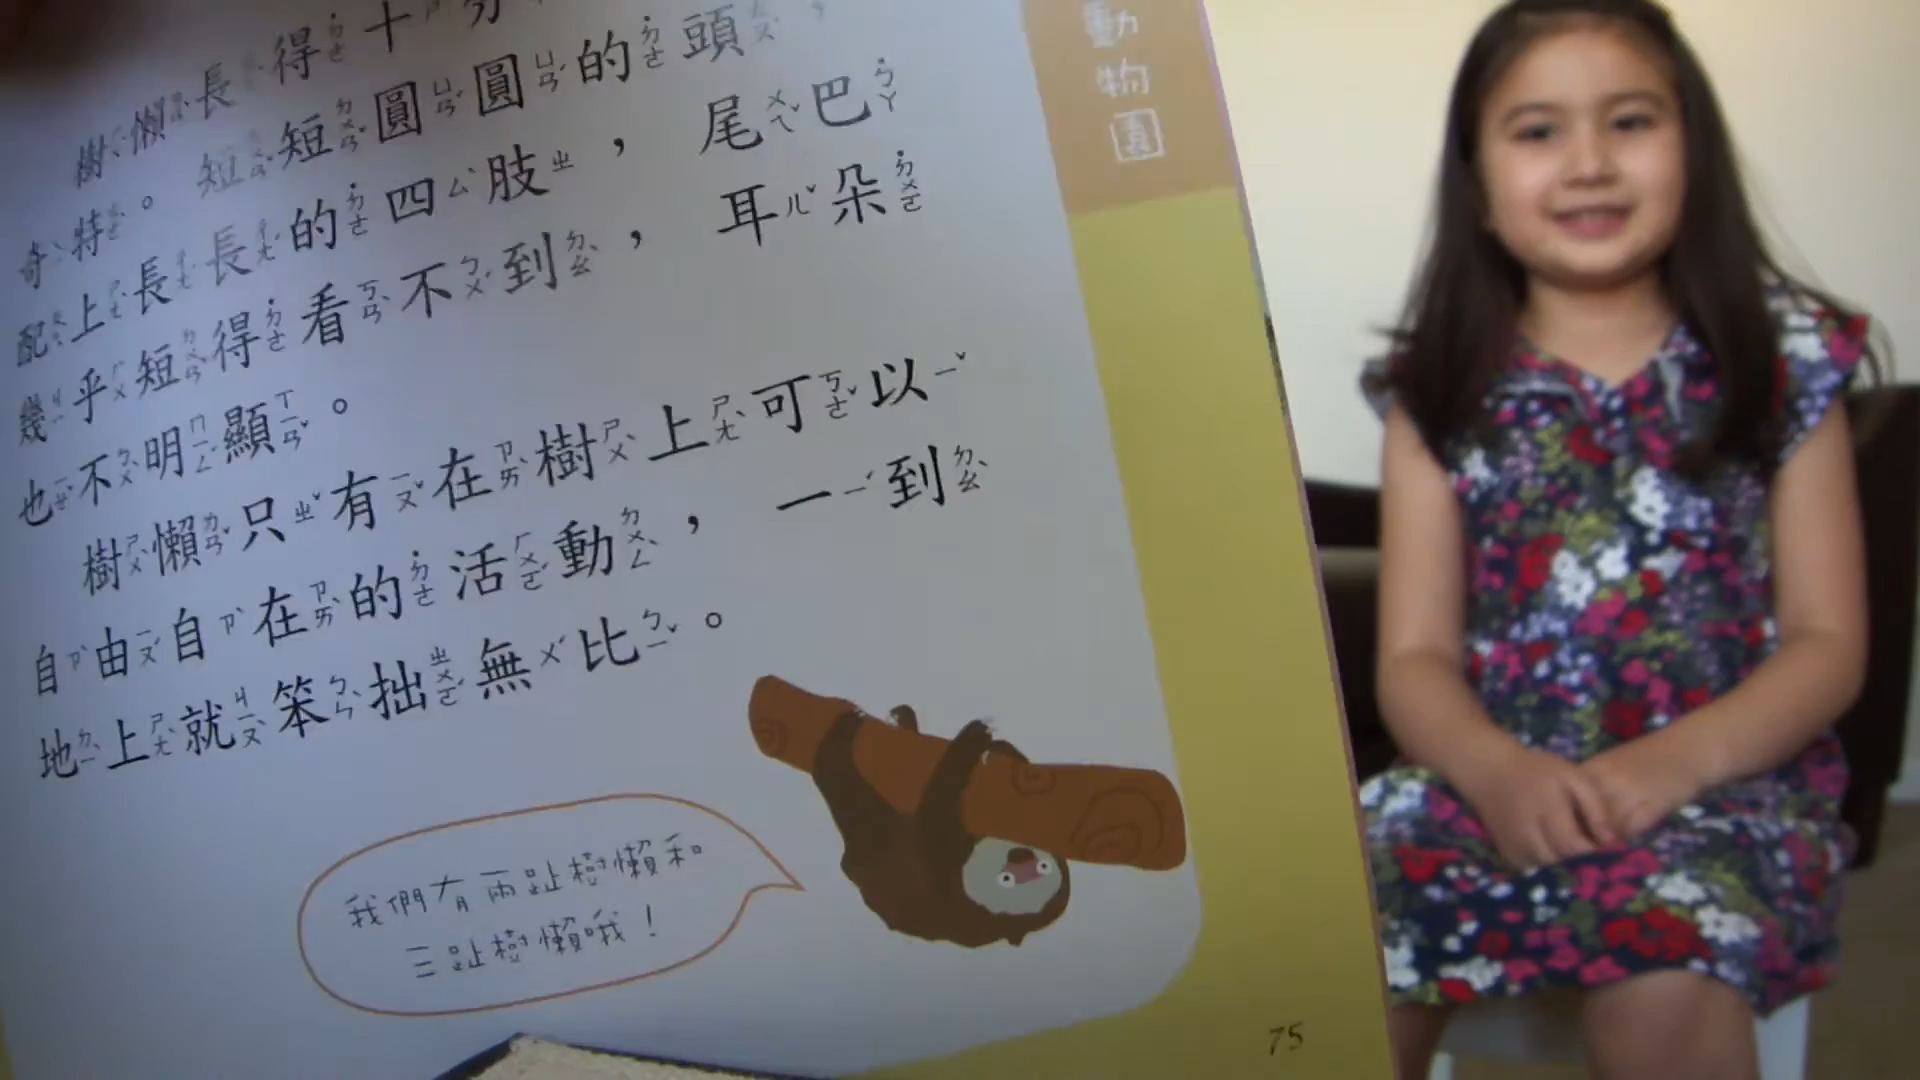 樹懶長得十分
奇特。短短圓圓的頭，
配上長長的四肢，尾巴
幾乎短得看不到，耳朵
也不明顯。
樹懶只有在樹上可以
自由自在的活動，一到
地上就笨拙無比。
我們有兩趾樹懶和
三趾樹懶哦！
動物園
75